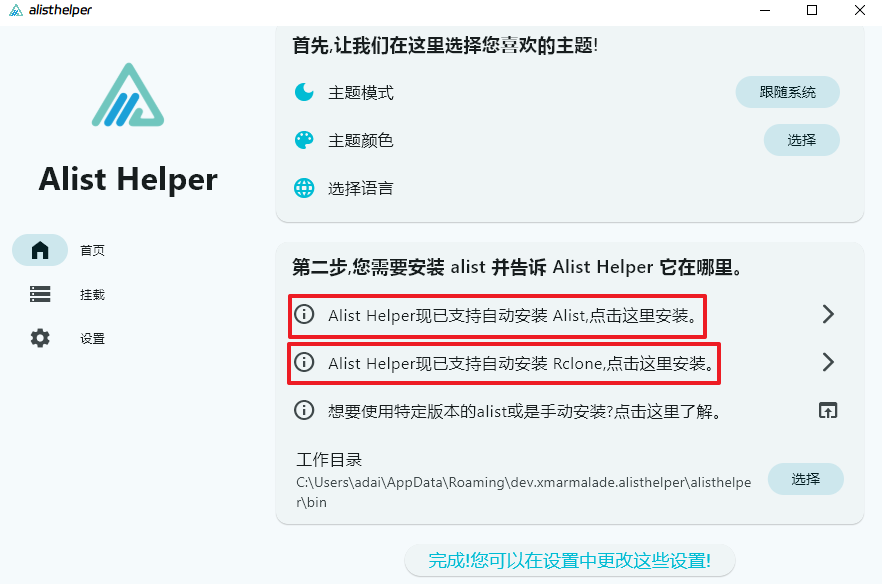 alisthelper
首先,让我们在这里选择您喜欢的主题!
主题模式
跟随系统
主题颜色
选择
选择语言
Alist Helper
首页
挂载
设置
第二步,您需要安装 alist 并告诉 Alist Helper 它在哪里。
Alist Helper现已支持自动安装 Alist,点击这里安装。
Alist Helper现已支持自动安装 Rclone,点击这里安装。
想要使用特定版本的alist或是手动安装?点击这里了解。
工作目录
C:\Users\adai\AppData\Roaming\dev.xmarmalade.alisthelper\alisthelpe
r\bin
选择
完成!您可以在设置中更改这些设置!